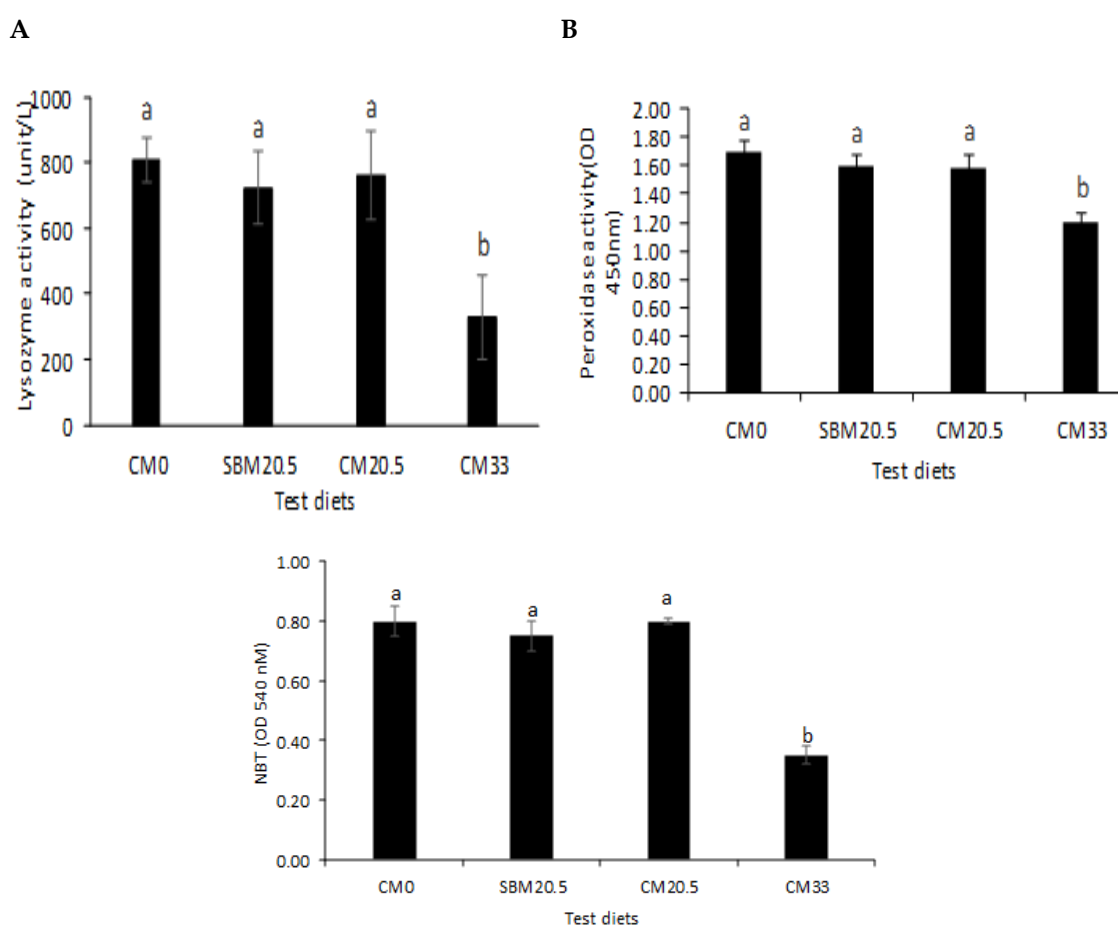 A
B
Lysozyme activity (unit/L)
1000
800
600
400
200
0
a
a
a
b
CM0 SBM20.5 CM20.5 CM33
Test diets
Peroxidase activity(OD
450nm)
2.00
1.80
1.60
1.40
1.20
1.00
0.80
0.60
0.40
0.20
0.00
a
a
a
b
CM0 SBM20.5 CM20.5 CM33
Test diets
NBT (OD 540 nM)
1.00
0.80
0.60
0.40
0.20
0.00
a
a
a
b
CM0 SBM20.5 CM20.5 CM33
Test diets